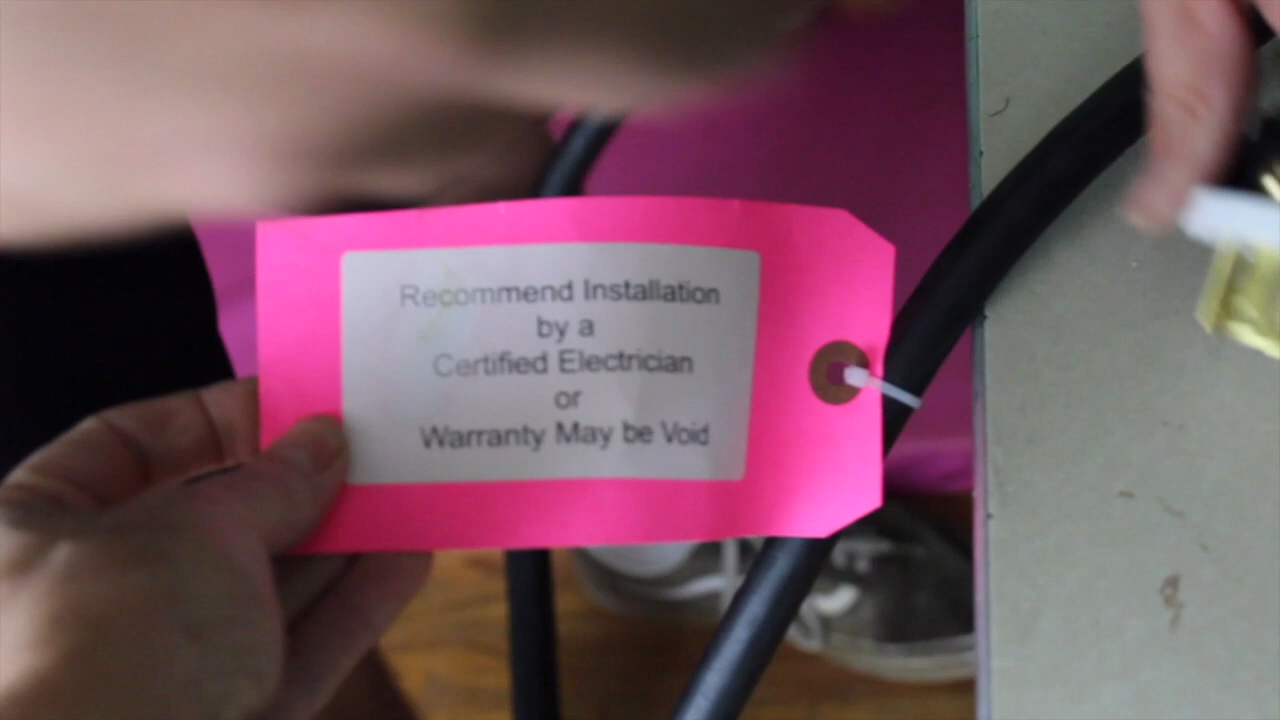 Recommend Installation
by a
Certified Electrician
or
Warranty May be Void